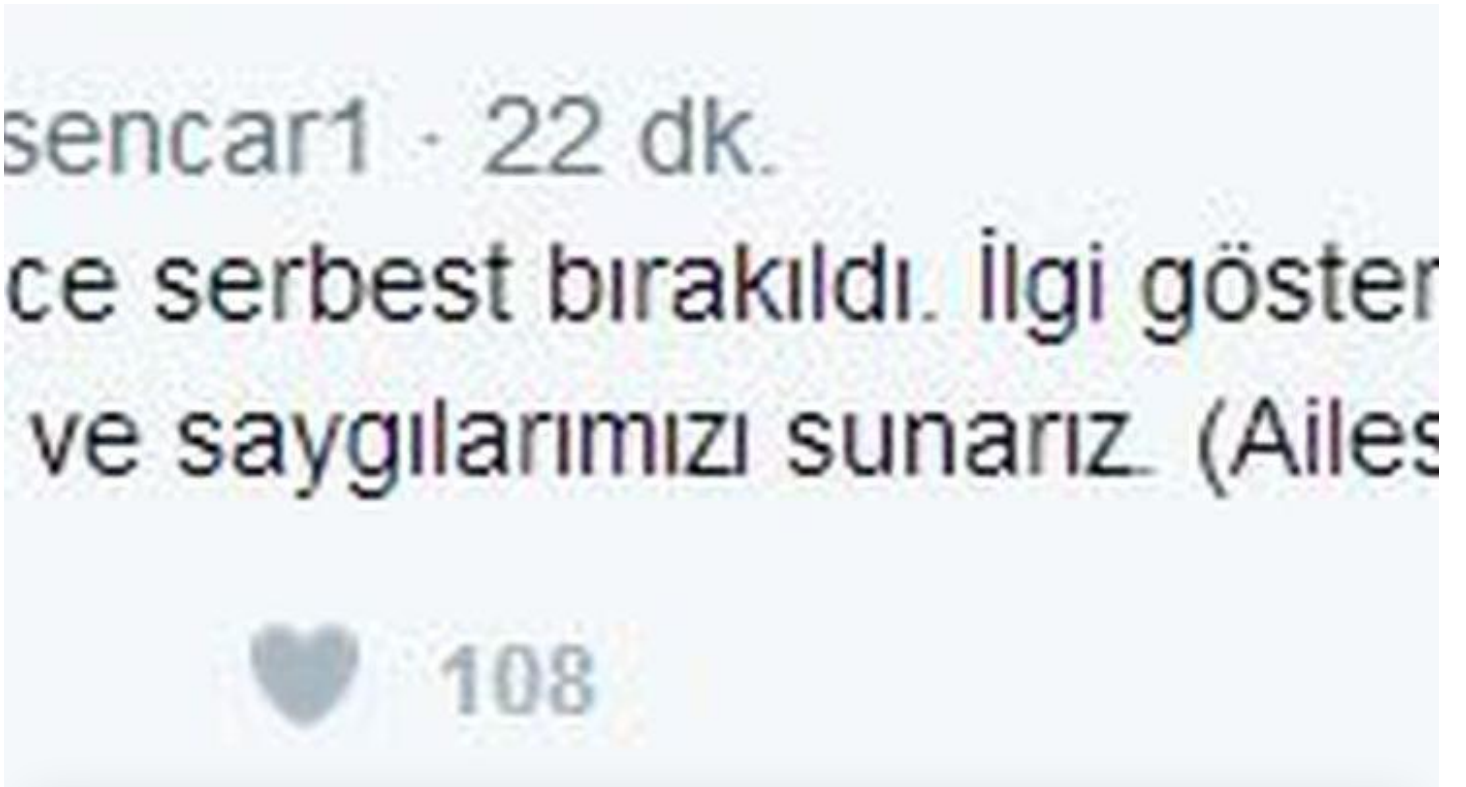 sencar1 · 22 dk.
ce serbest bırakıldı. İlgi göster
ve saygılarımızı sunarız. (Ailes
108